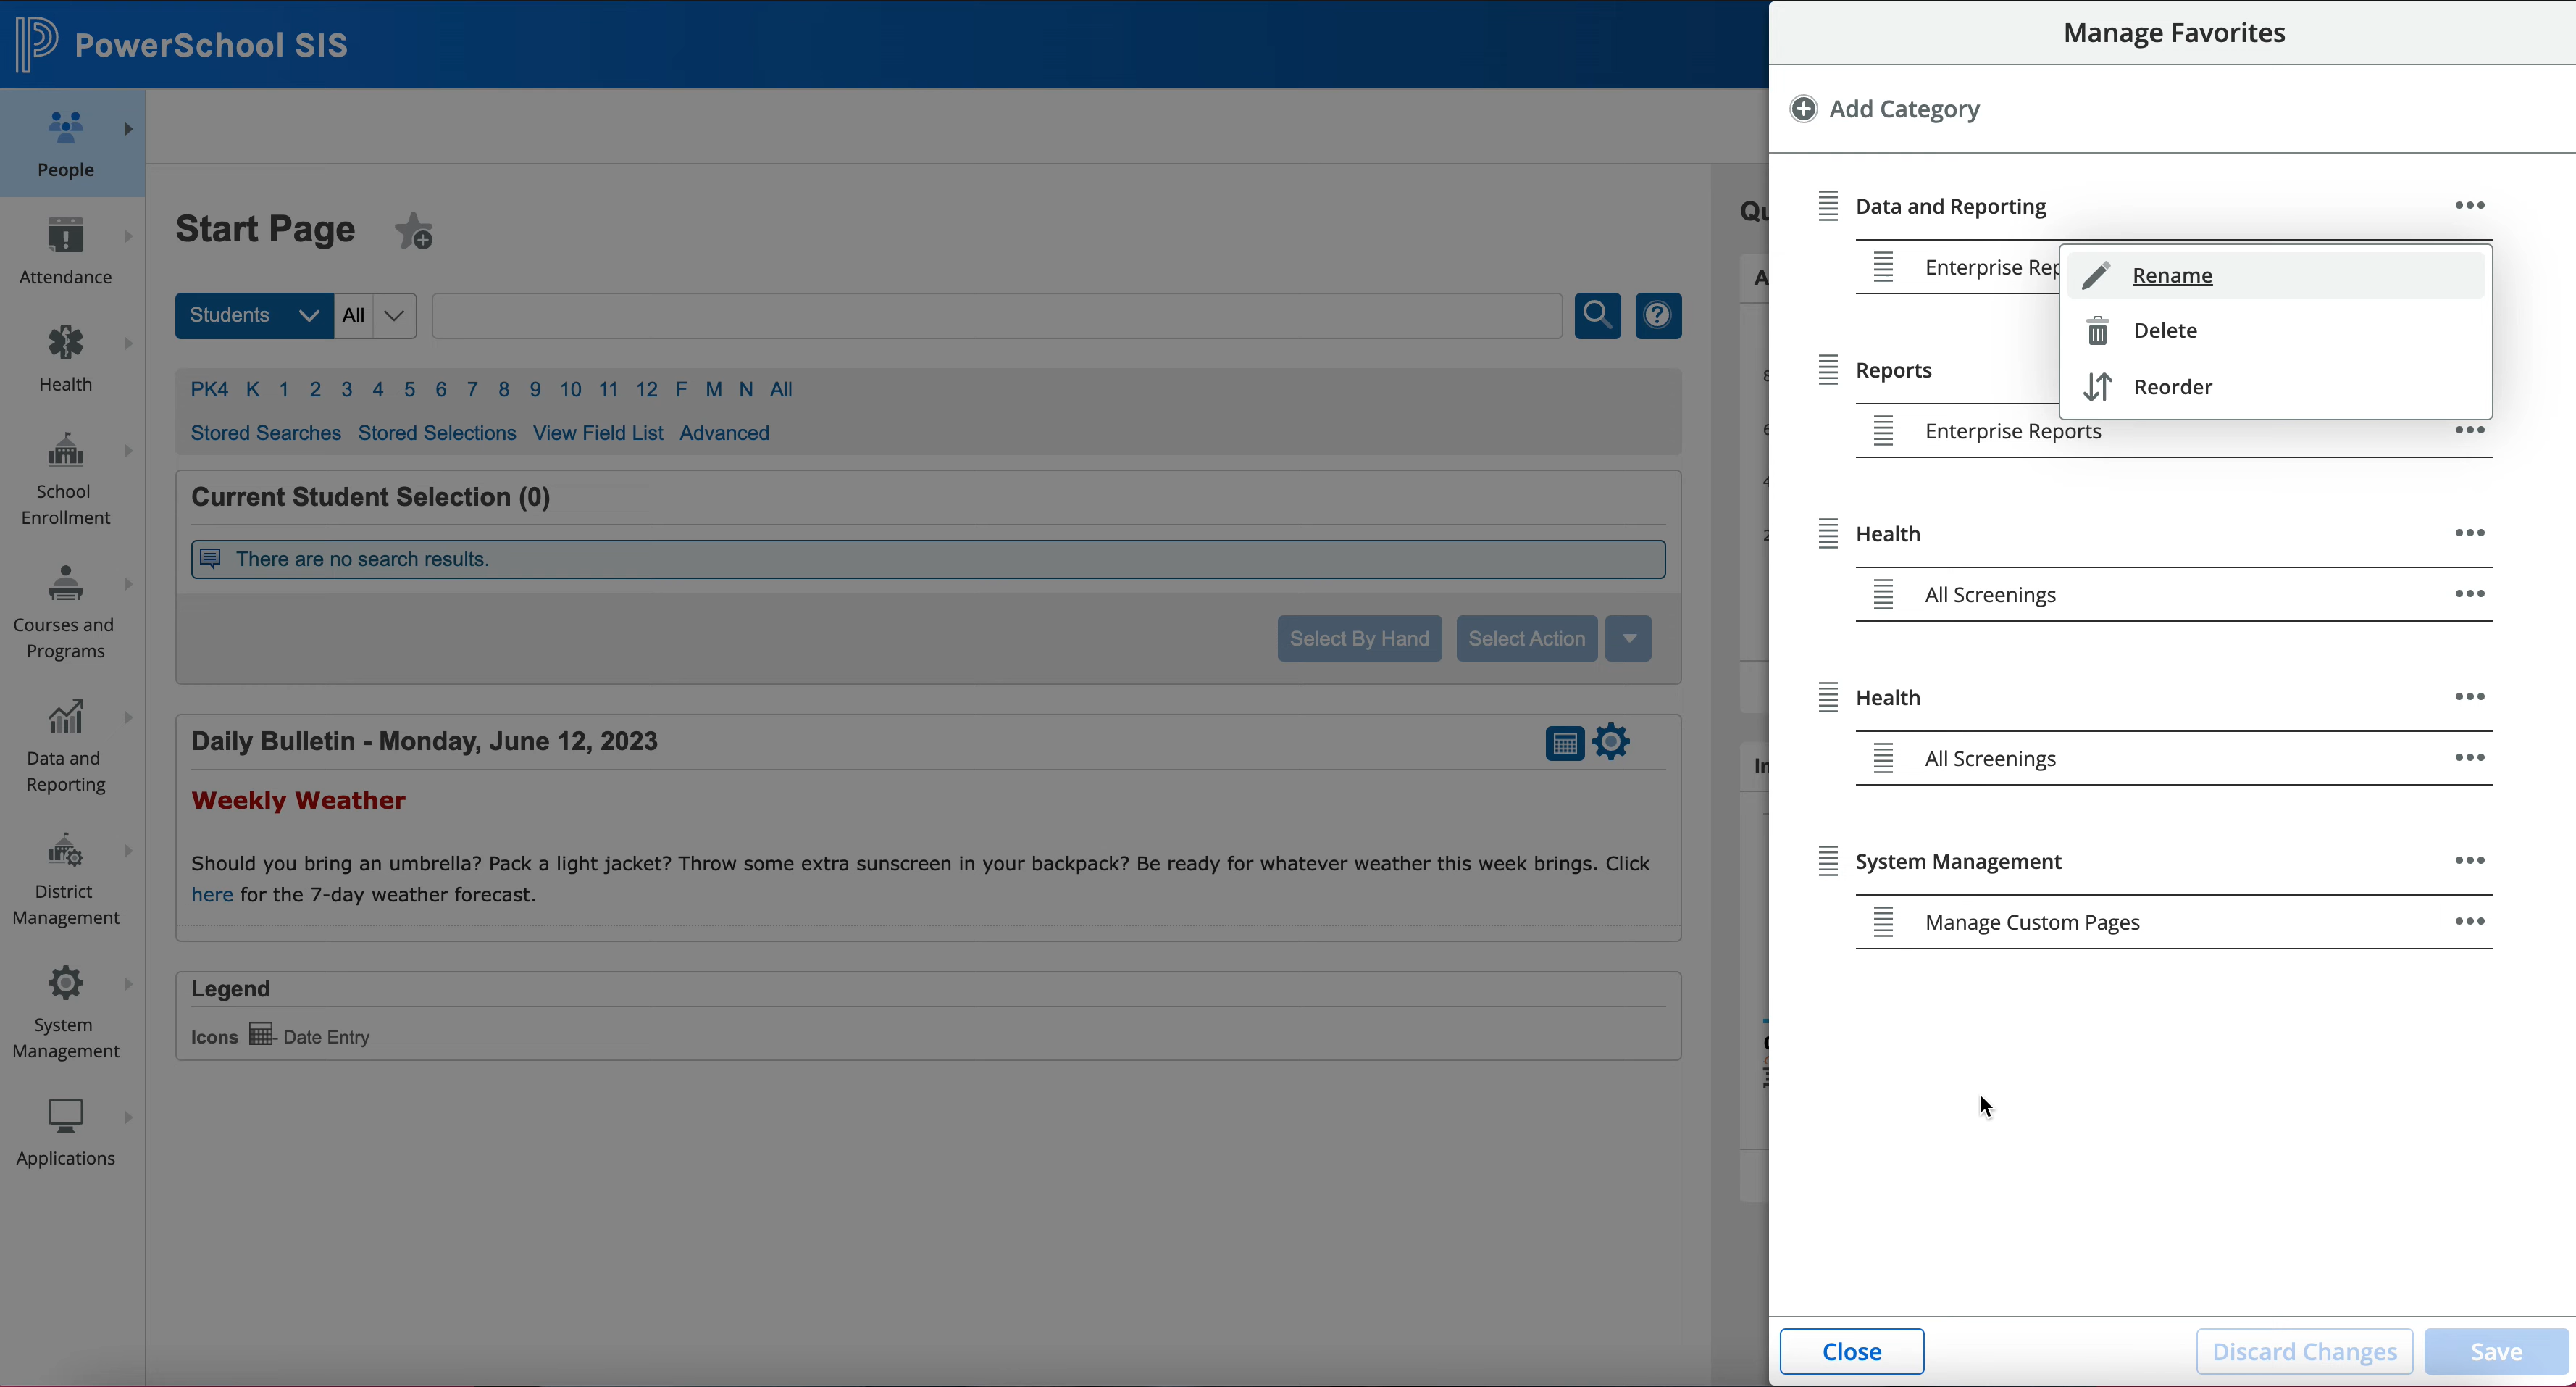 PowerSchool SIS
People
Attendance
Health
School
Enrollment
Courses and
Programs
Data and
Reporting
District
Management
System
Management
Applications
Start Page
Students All
PK4 K 1 2 3 4 5 6 7 8 9 10 11 12 F M N All
Stored Searches Stored Selections View Field List Advanced
Current Student Selection (0)
There are no search results.
Select By Hand Select Action
Daily Bulletin - Monday, June 12, 2023
Weekly Weather
Should you bring an umbrella? Pack a light jacket? Throw some extra sunscreen in your backpack? Be ready for whatever weather this week brings. Click
here for the 7-day weather forecast.
Legend
Icons - Date Entry
Manage Favorites
Add Category
Data and Reporting
Enterprise
Rename
Delete
Reorder
Reports
Enterprise Reports
Health
All Screenings
Health
All Screenings
System Management
Manage Custom Pages
Close Discard Changes Save